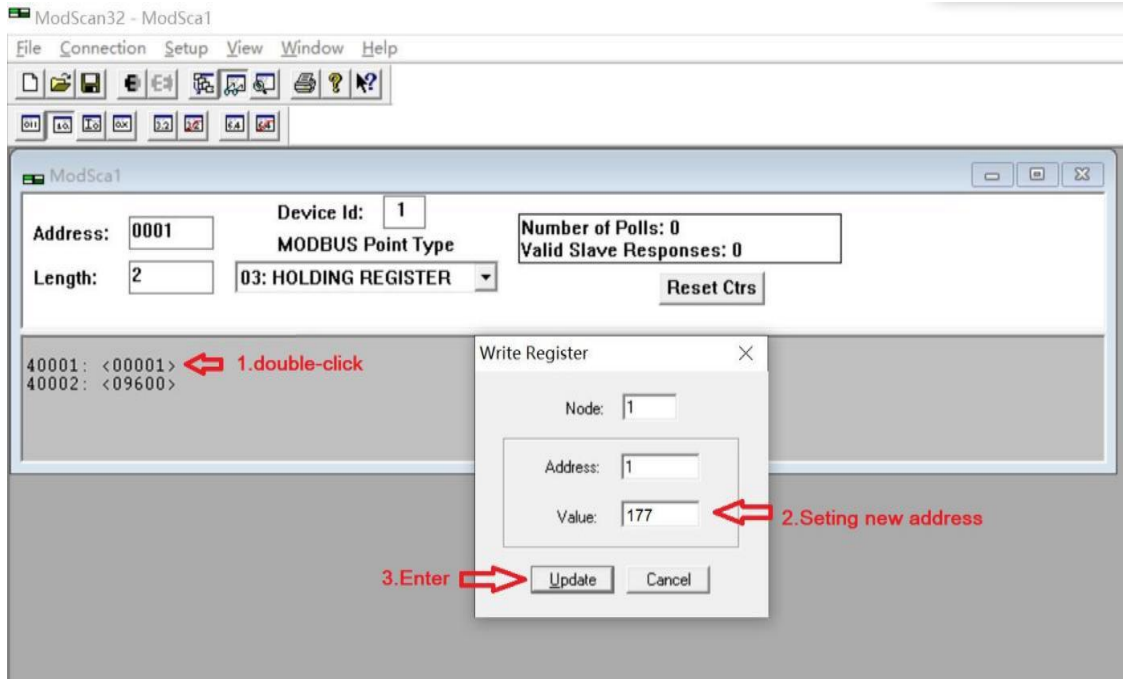 ModScan32 - ModSca1
File Connection Setup View Window Help
ModSca1
Device Id: 1
Address: 0001
MODBUS Point Type
Length: 2
03: HOLDING REGISTER
Number of Polls: 0
Valid Slave Responses: 0
Reset Ctrs
40001: <00001> 1.double-click
40002: <09600>
Write Register
Node: 1
Address: 1
Value: 177
2.Seting new address
3.Enter
Update Cancel